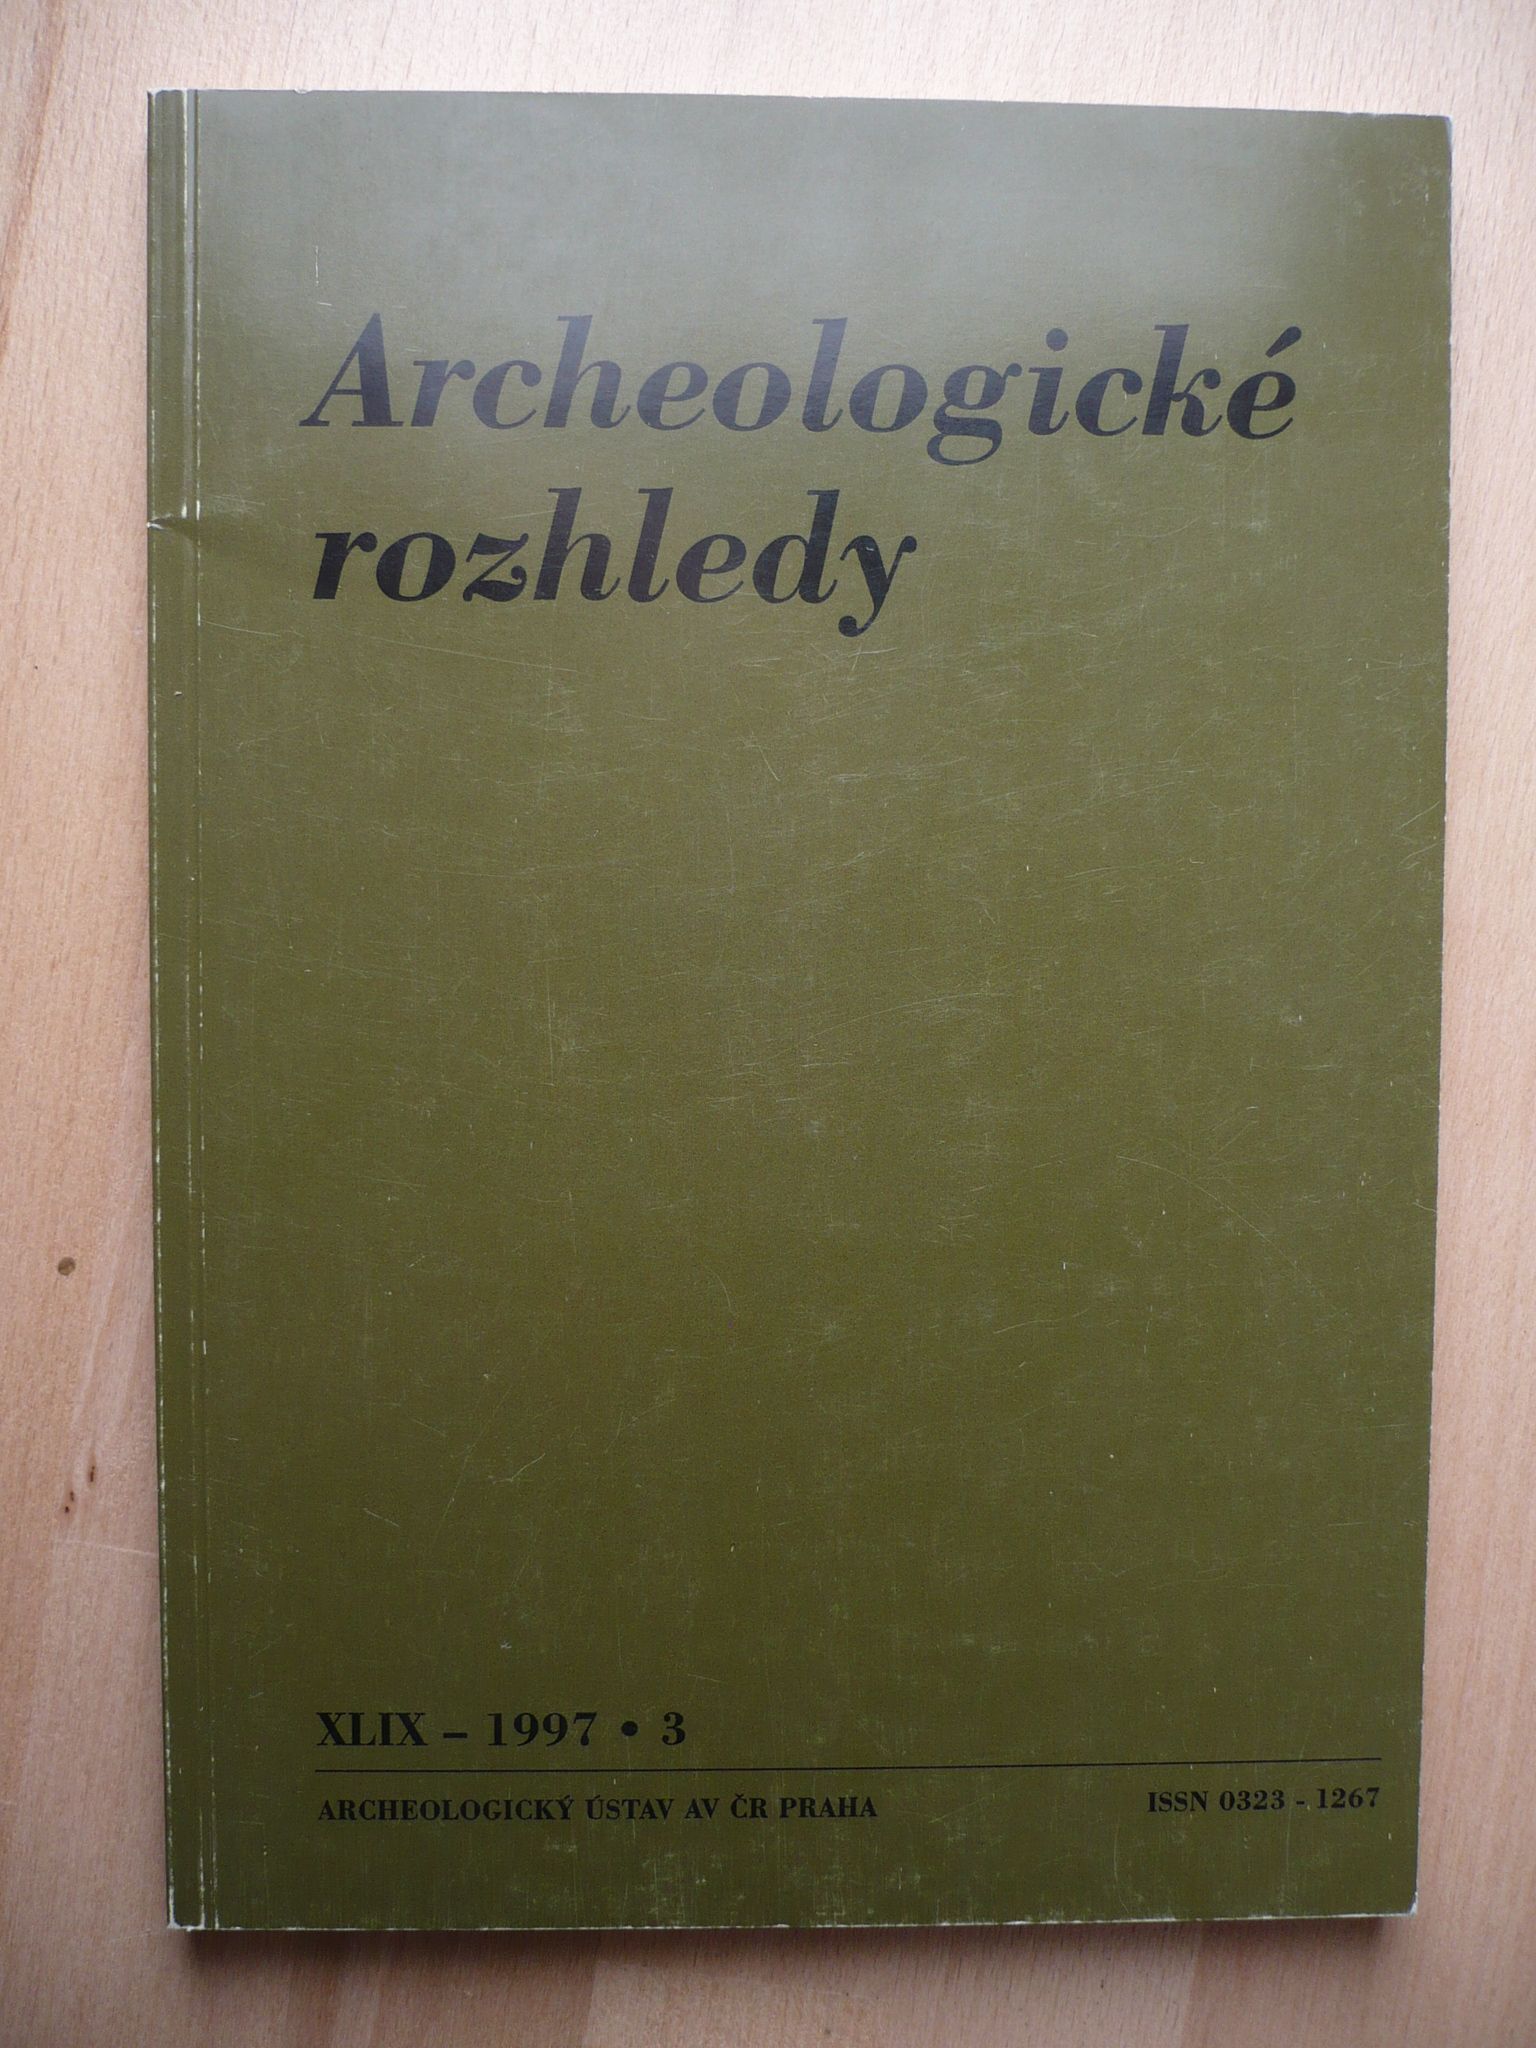 Archeologické
rozhledy
XLIX – 1997 • 3
ARCHEOLOGICKÝ ÚSTAV AV ČR PRAHA
ISSN 0323 - 1267